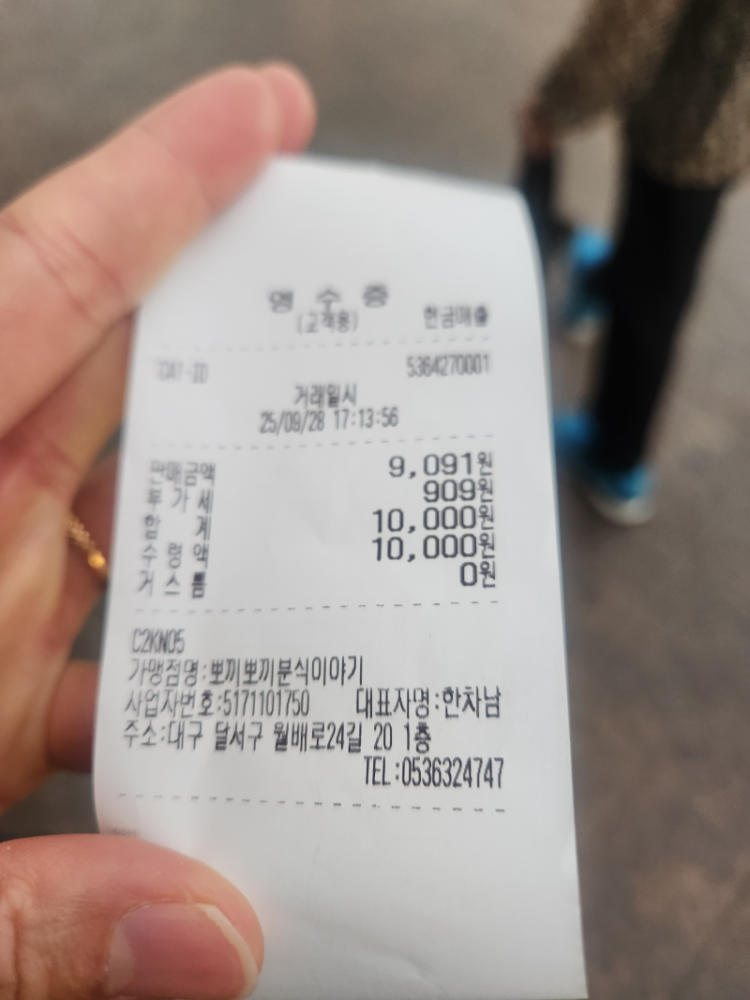 영 수 증
(고객용) 현금매출
CAT-ID 5364270001
거래일시
25/09/28 17:13:56
판매금액 9,091원
부 가 세 909원
합 계 10,000원
수 령 액 10,000원
거 스 름 0원
C2KN05
가맹점명:뽀끼뽀끼분식이야기
사업자번호:5171101750 대표자명:한차남
주소:대구 달서구 월배로24길 20 1층
TEL:0536324747